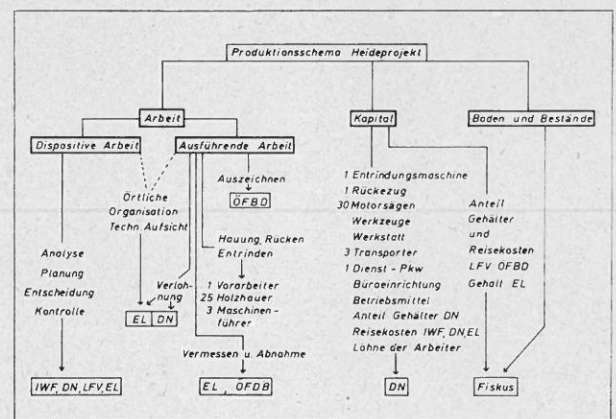 Produktionsschema Heideprojekt
Arbeit
Kapital
Boden und Bestände
Dispositive Arbeit
Ausführende Arbeit
Örtliche
Organisation
Techn. Aufsicht
Analyse
Planung
Entscheidung
Kontrolle
IWF, DN, LFV, EL
Verloh-
nung
EL DN
Auszeichnen
ÖFBD
Hauung, Rücken
Entrinden
1 Vorarbeiter
25 Holzhauer
3 Maschinen-
führer
Vermessen u. Abnahme
EL, ÖFDB
1 Entrindungsmaschine
1 Rückezug
30 Motorsägen
Werkzeuge
Werkstatt
3 Transporter
1 Dienst-Pkw
Büroeinrichtung
Betriebsmittel
Anteil Gehälter DN
Reisekosten IWF, DN, EL
Löhne der Arbeiter
DN
Anteil
Gehälter
und
Reisekosten
LFV ÖFBD
Gehalt EL
Fiskus